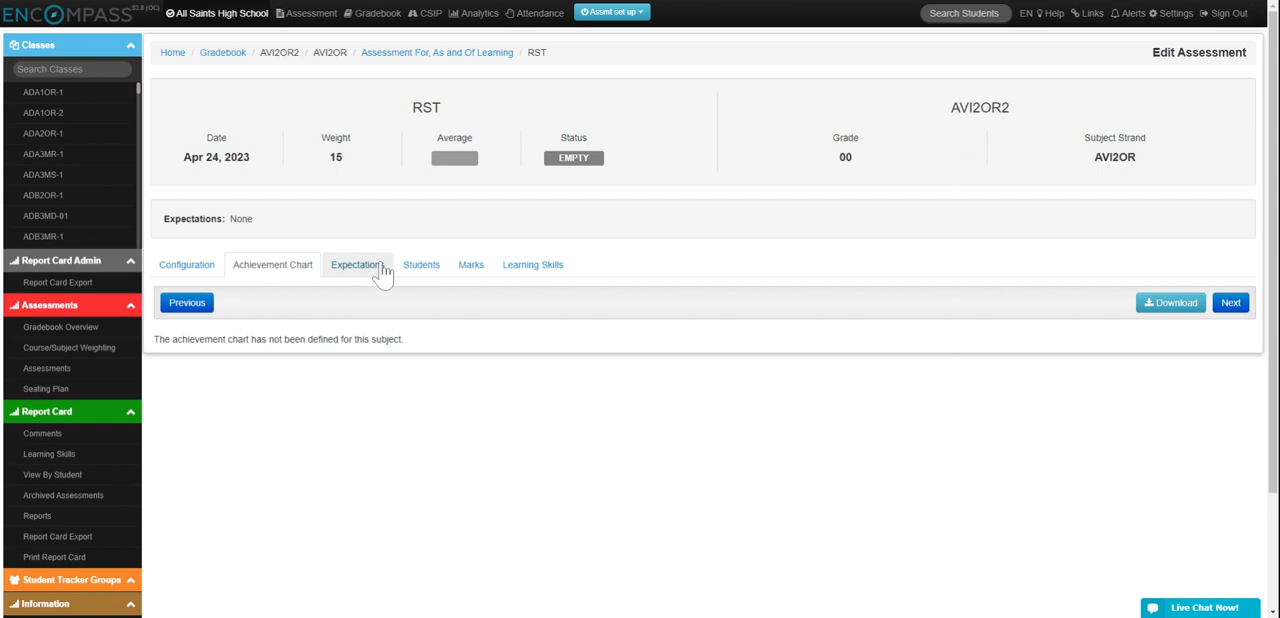 ENCOMPASS 53.8 (OC) All Saints High School Assessment Gradebook CSIP Analytics Attendance Assmt set up Search Students EN Help Links Alerts Settings Sign Out
Classes
Search Classes
ADA1OR-1
ADA1OR-2
ADA2OR-1
ADA3MR-1
ADA3MS-1
ADB2OR-1
ADB3MD-01
ADB3MR-1
Report Card Admin
Report Card Export
Assessments
Gradebook Overview
Course/Subject Weighting
Assessments
Seating Plan
Report Card
Comments
Learning Skills
View By Student
Archived Assessments
Reports
Report Card Export
Print Report Card
Student Tracker Groups
Information
Home / Gradebook / AVI2OR2 / AVI2OR / Assessment For, As and Of Learning / RST Edit Assessment
RST AVI2OR2
Date Weight Average Status Grade Subject Strand
Apr 24, 2023 15 EMPTY 00 AVI2OR
Expectations: None
Configuration Achievement Chart Expectations Students Marks Learning Skills
Previous Download Next
The achievement chart has not been defined for this subject.
Live Chat Now!